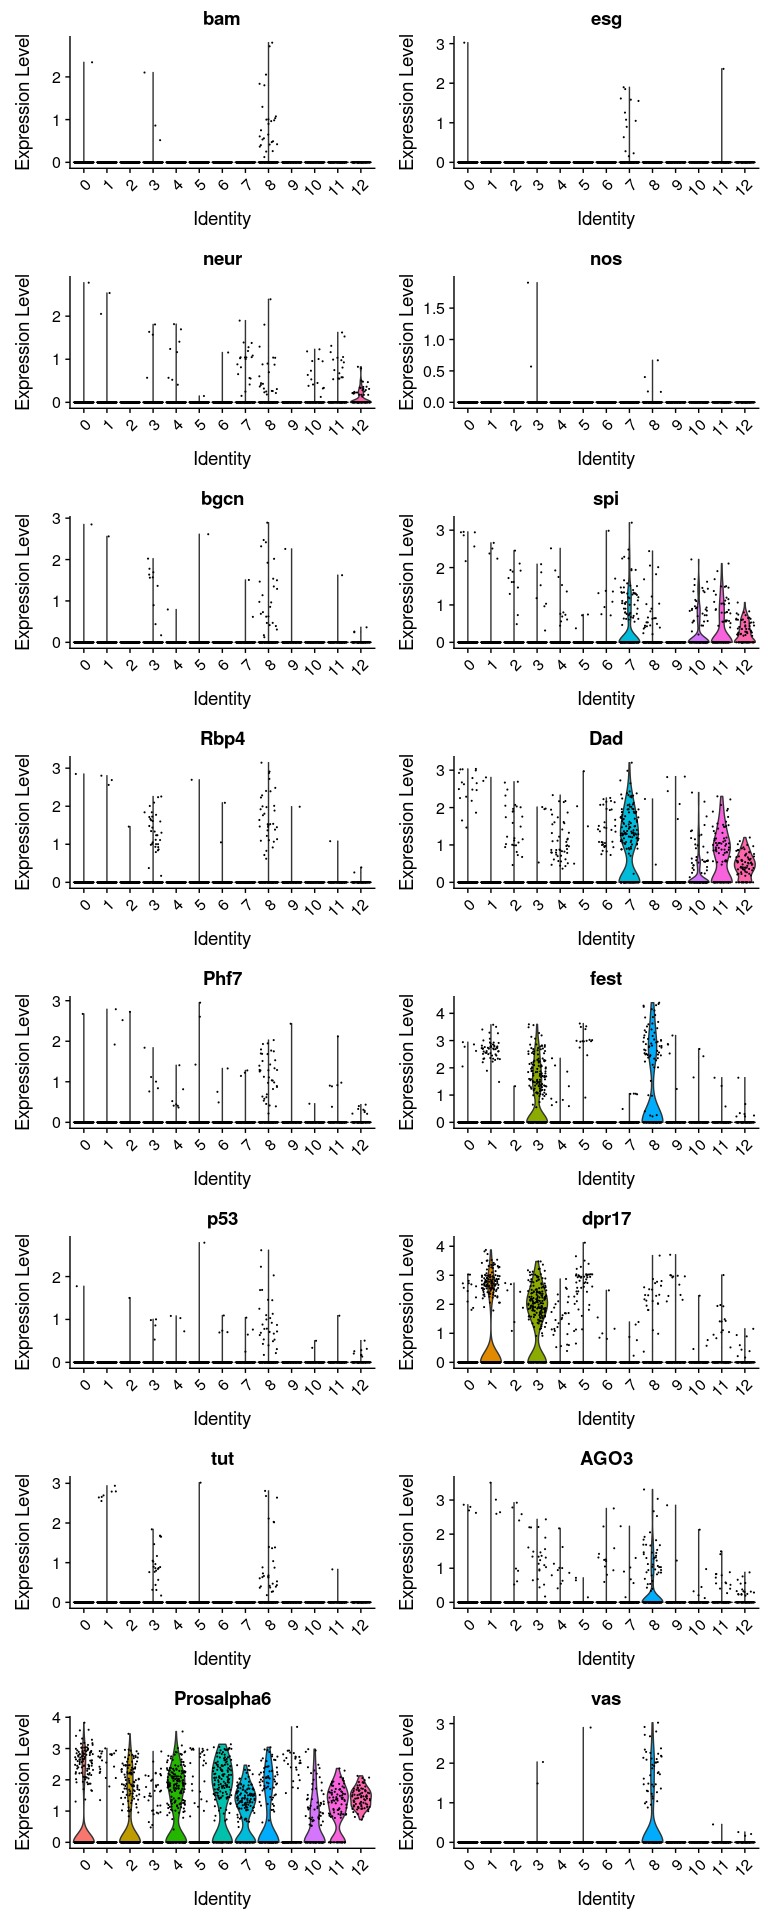 bam
Expression Level
2
1
0
0 1 2 3 4 5 6 7 8 9 10 11 12
Identity
esg
Expression Level
3
2
1
0
0 1 2 3 4 5 6 7 8 9 10 11 12
Identity
neur
Expression Level
2
1
0
0 1 2 3 4 5 6 7 8 9 10 11 12
Identity
nos
Expression Level
1.5
1.0
0.5
0.0
0 1 2 3 4 5 6 7 8 9 10 11 12
Identity
bgcn
Expression Level
3
2
1
0
0 1 2 3 4 5 6 7 8 9 10 11 12
Identity
spi
Expression Level
3
2
1
0
0 1 2 3 4 5 6 7 8 9 10 11 12
Identity
Rbp4
Expression Level
3
2
1
0
0 1 2 3 4 5 6 7 8 9 10 11 12
Identity
Dad
Expression Level
3
2
1
0
0 1 2 3 4 5 6 7 8 9 10 11 12
Identity
Phf7
Expression Level
3
2
1
0
0 1 2 3 4 5 6 7 8 9 10 11 12
Identity
fest
Expression Level
4
3
2
1
0
0 1 2 3 4 5 6 7 8 9 10 11 12
Identity
p53
Expression Level
2
1
0
0 1 2 3 4 5 6 7 8 9 10 11 12
Identity
dpr17
Expression Level
4
3
2
1
0
0 1 2 3 4 5 6 7 8 9 10 11 12
Identity
tut
Expression Level
3
2
1
0
0 1 2 3 4 5 6 7 8 9 10 11 12
Identity
AGO3
Expression Level
3
2
1
0
0 1 2 3 4 5 6 7 8 9 10 11 12
Identity
Prosalpha6
Expression Level
4
3
2
1
0
0 1 2 3 4 5 6 7 8 9 10 11 12
Identity
vas
Expression Level
3
2
1
0
0 1 2 3 4 5 6 7 8 9 10 11 12
Identity